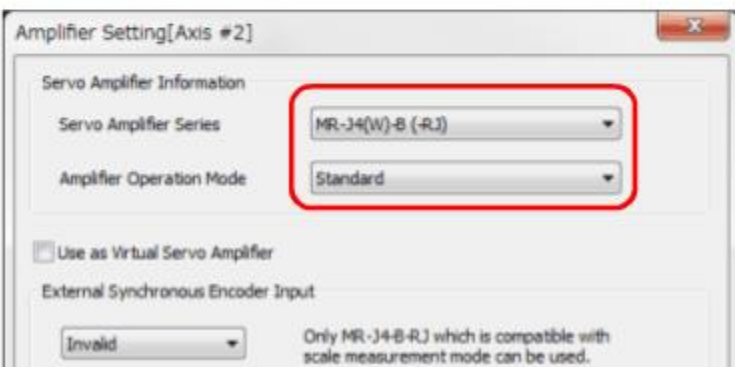 Amplifier Setting[Axis #2]
Servo Amplifier Information
Servo Amplifier Series MR-J4(W)-B (-RJ)
Amplifier Operation Mode Standard
Use as Virtual Servo Amplifier
External Synchronous Encoder Input
Invalid Only MR-J4-B-RJ which is compatible with
scale measurement mode can be used.